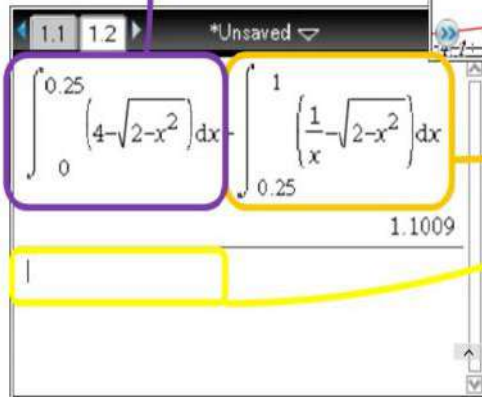 1.1 1.2 *Unsaved
∫_0^0.25 (4-√(2-x²))dx ∫_0.25^1 (1/x-√(2-x²))dx
1.1009